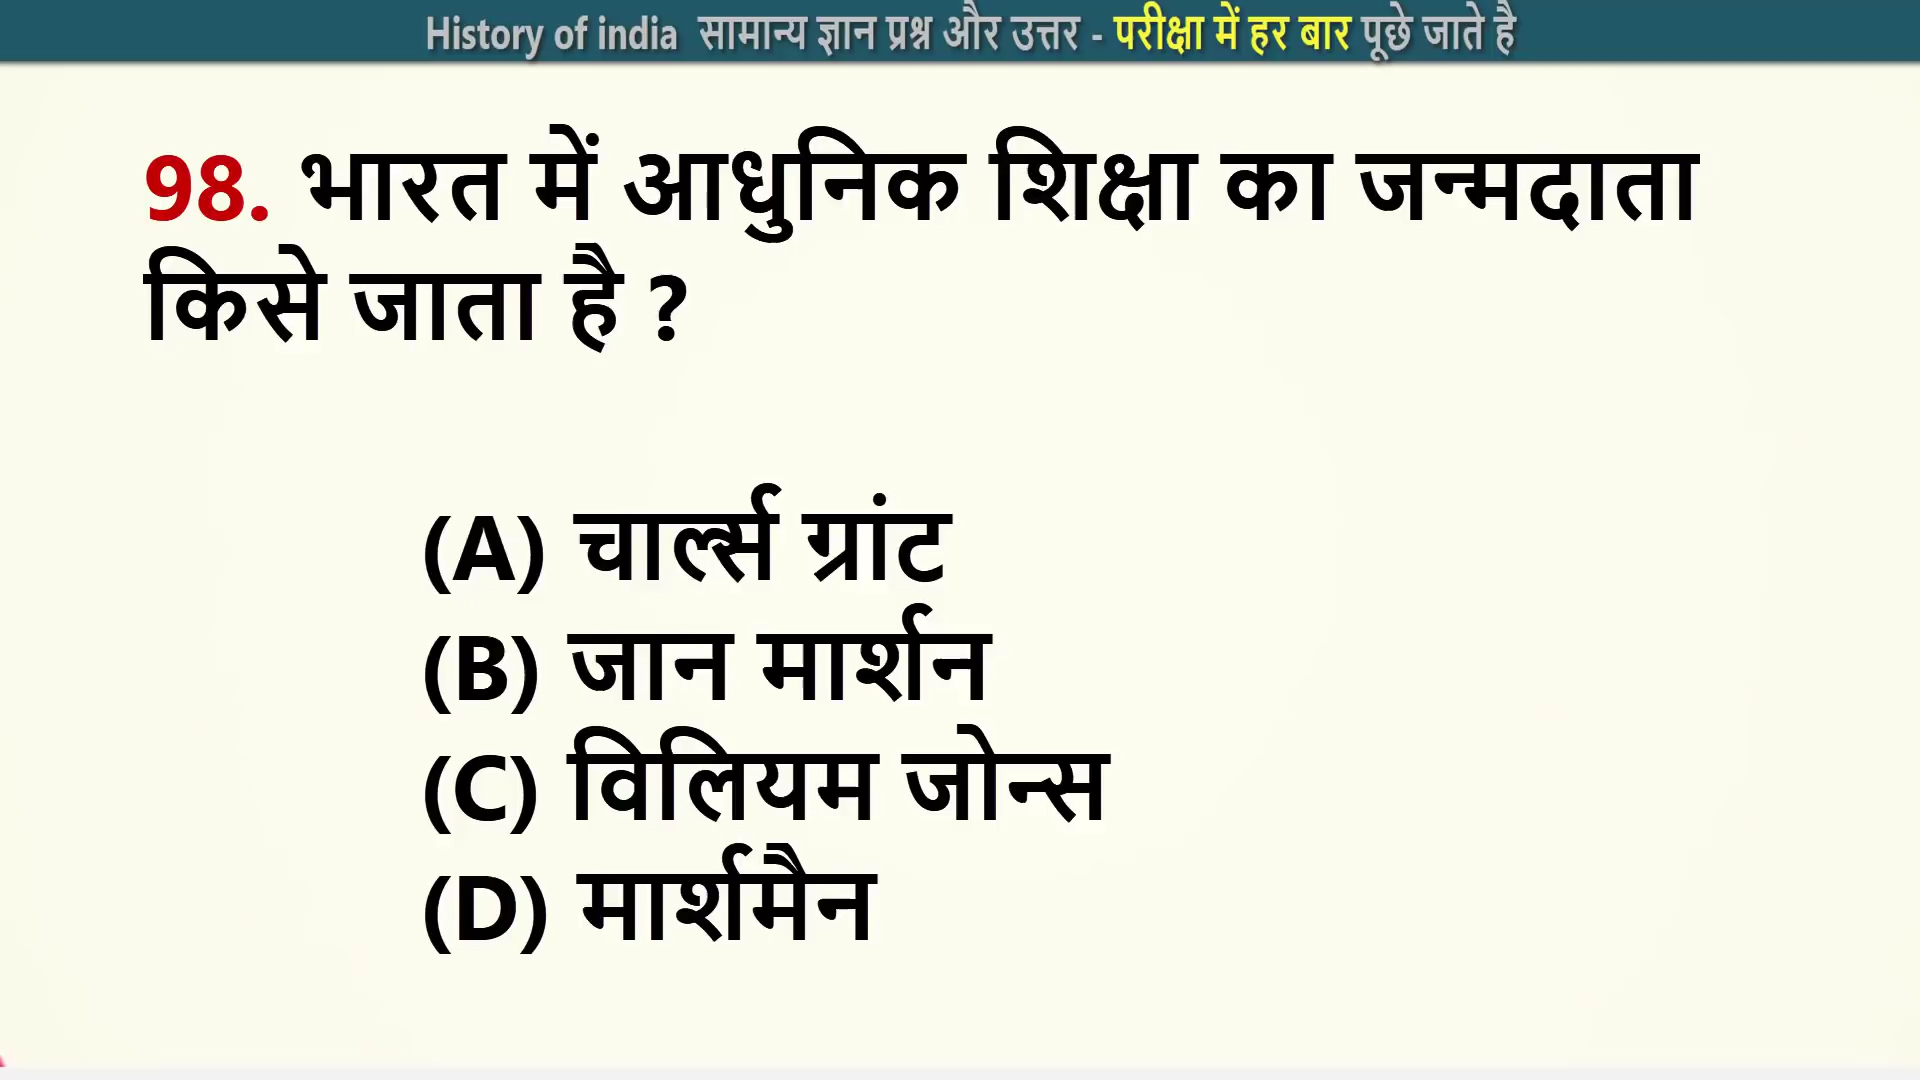 History of india सामान्य ज्ञान प्रश्न और उत्तर - परीक्षा में हर बार पूछे जाते है
98. भारत में आधुनिक शिक्षा का जन्मदाता
किसे जाता है ?
(A) चार्ल्स ग्रांट
(B) जान मार्शन
(C) विलियम जोन्स
(D) मार्शमैन